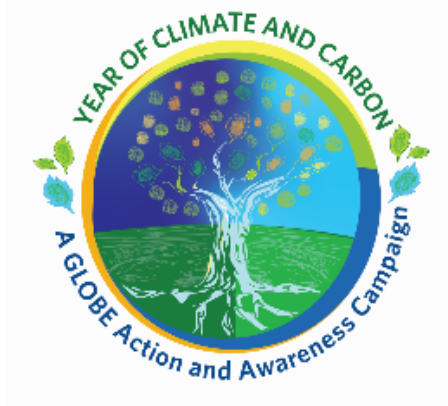 YEAR OF CLIMATE AND CARBON
A GLOBE Action and Awareness Campaign